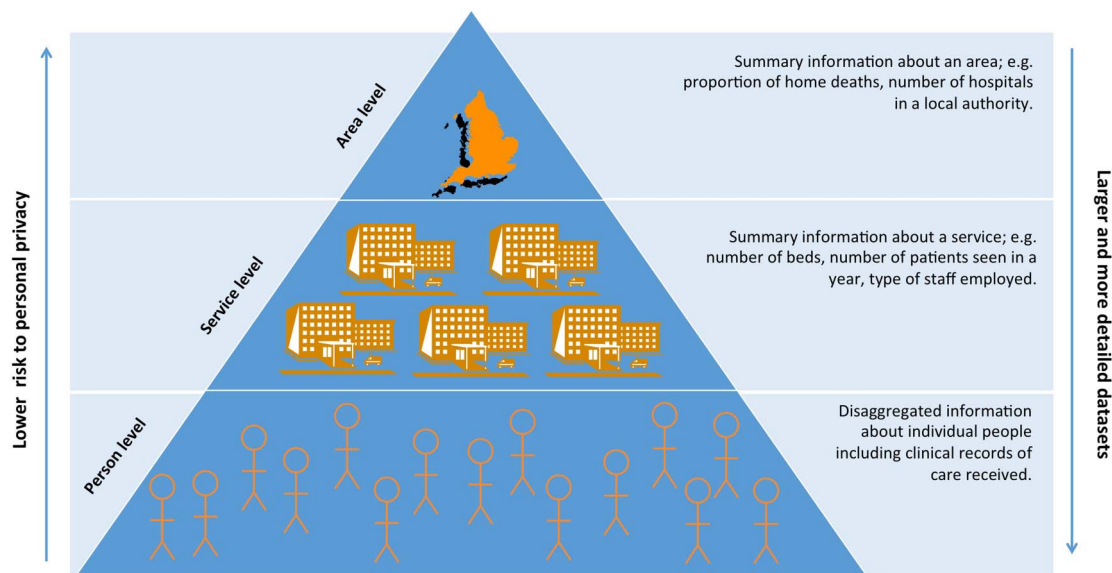 Summary information about an area; e.g.
proportion of home deaths, number of hospitals
in a local authority.
Area level
Summary information about a service; e.g.
number of beds, number of patients seen in a
year, type of staff employed.
Service level
Disaggregated information
about individual people
including clinical records of
care received.
Person level
Lower risk to personal privacy
Larger and more detailed datasets